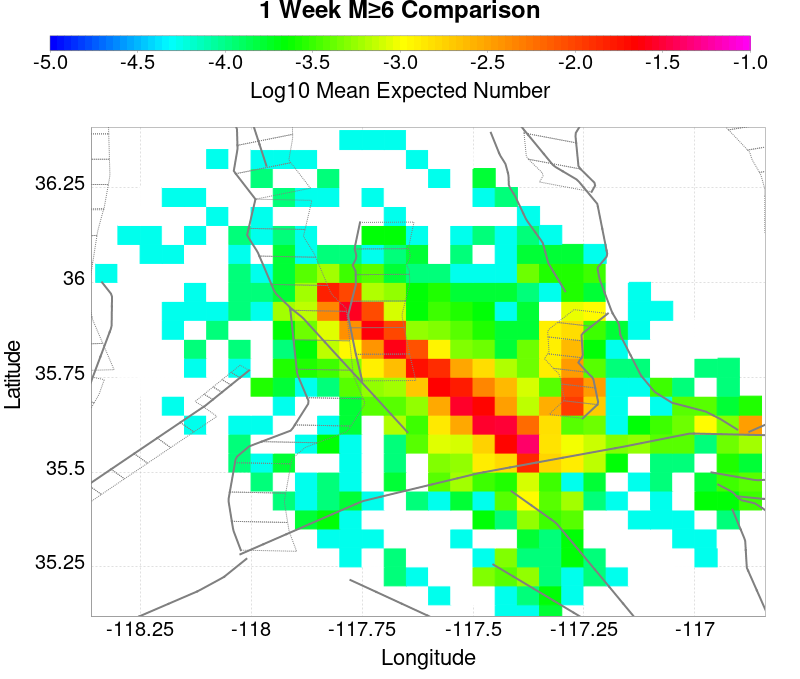 1 Week M≥6 Comparison
-5.0 -4.5 -4.0 -3.5 -3.0 -2.5 -2.0 -1.5 -1.0
Log10 Mean Expected Number
36.25
36
35.75
35.5
35.25
Latitude
-118.25 -118 -117.75 -117.5 -117.25 -117
Longitude